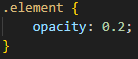 .element {
    opacity: 0.2;
}